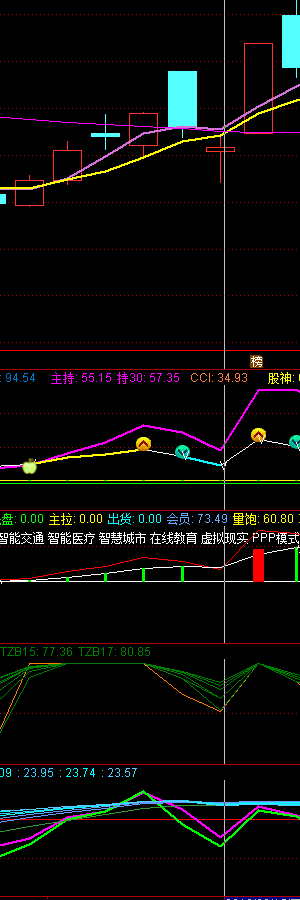 榜
: 94.54 主持: 55.15 持30: 57.35 CCI: 34.93 股神:
盘: 0.00 主拉: 0.00 出货: 0.00 会员: 73.49 量饱: 60.80
智能交通 智能医疗 智慧城市 在线教育 虚拟现实 PPP模式
TZB15: 77.36 TZB17: 80.85
09 : 23.95 : 23.74 : 23.57